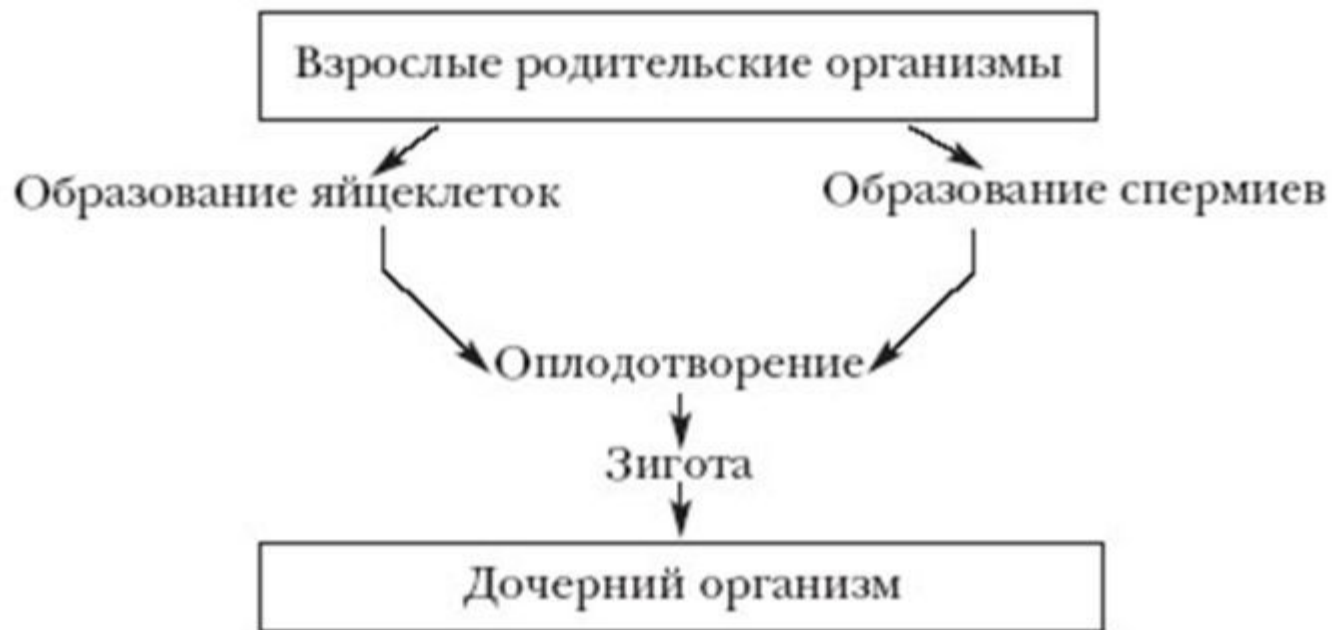 Взрослые родительские организмы
Образование яйцеклеток
Образование спермиев
Оплодотворение
Зигота
Дочерний организм